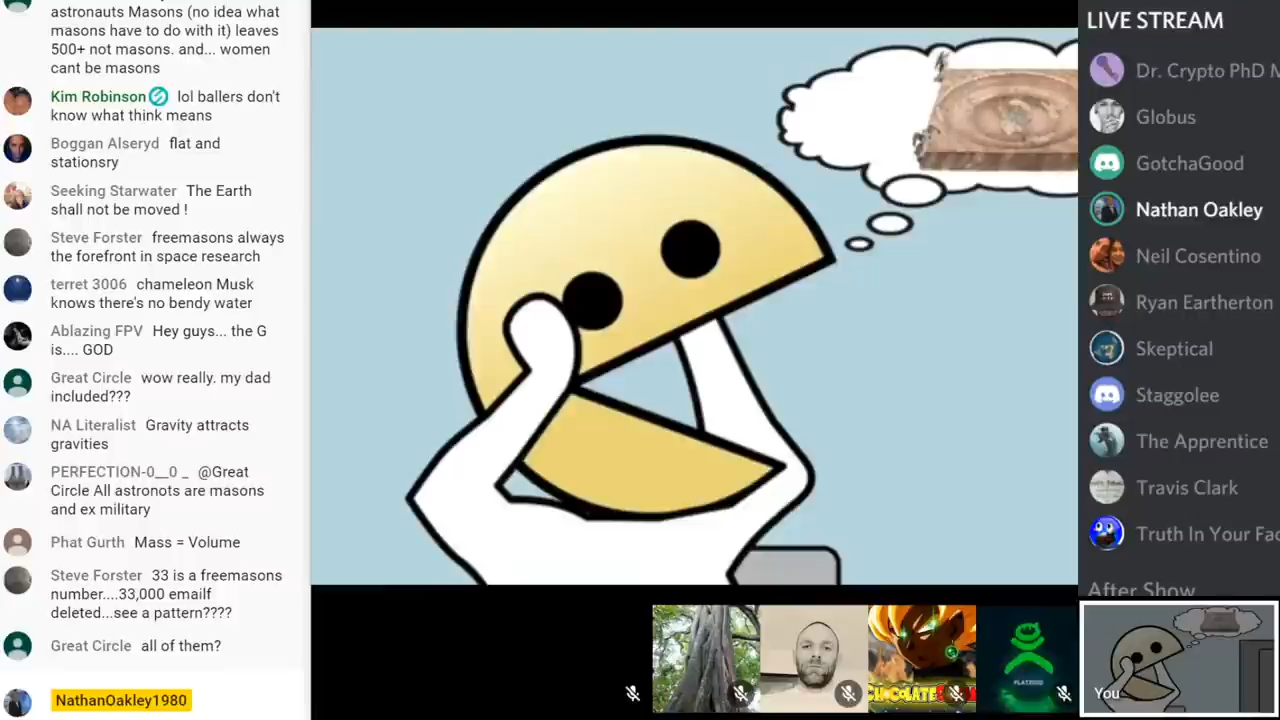 astronauts Masons (no idea what
masons have to do with it) leaves
500+ not masons. and... women
cant be masons
Kim Robinson lol ballers don't
know what think means
Boggan Alseryd flat and
stationsry
Seeking Starwater The Earth
shall not be moved !
Steve Forster freemasons always
the forefront in space research
terret 3006 chameleon Musk
knows there's no bendy water
Ablazing FPV Hey guys... the G
is.... GOD
Great Circle wow really. my dad
included???
NA Literalist Gravity attracts
gravities
PERFECTION-0__0 _ @Great
Circle All astronots are masons
and ex military
Phat Gurth Mass = Volume
Steve Forster 33 is a freemasons
number....33,000 emailf
deleted...see a pattern????
Great Circle all of them?
NathanOakley1980
LIVE STREAM
Dr. Crypto PhD M
Globus
GotchaGood
Nathan Oakley
Neil Cosentino
Ryan Eartherton
Skeptical
Staggolee
The Apprentice
Travis Clark
Truth In Your Fac
After Show
You